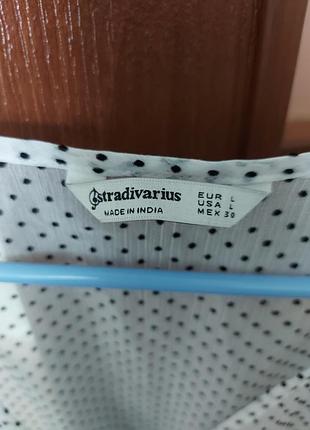 stradivarius
MADE IN INDIA
EUR L
USA L
MEX 30